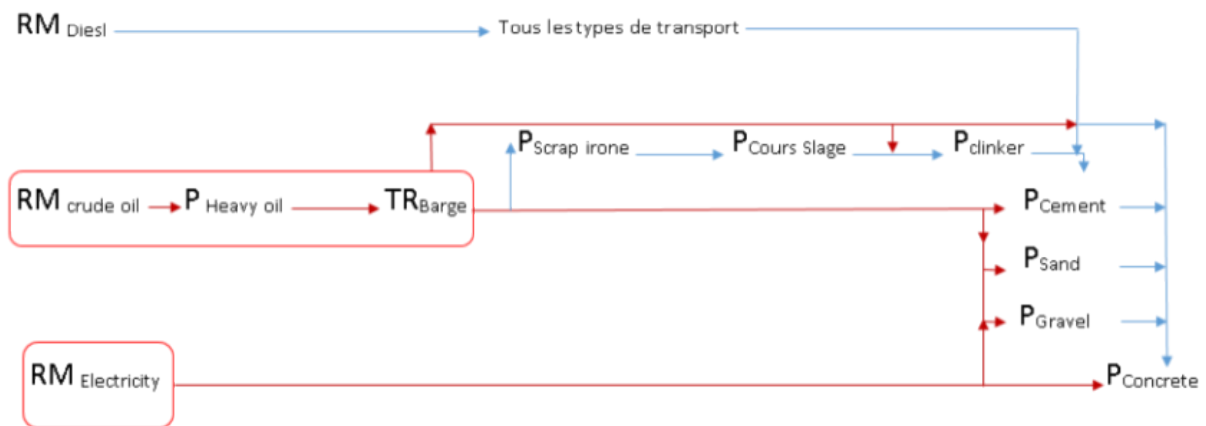 RM Diesl
Tous les types de transport
P Scrap irone
P Cours Slage
P clinker
RM crude oil
P Heavy oil
TR Barge
P Cement
P Sand
P Gravel
RM Electricity
P Concrete